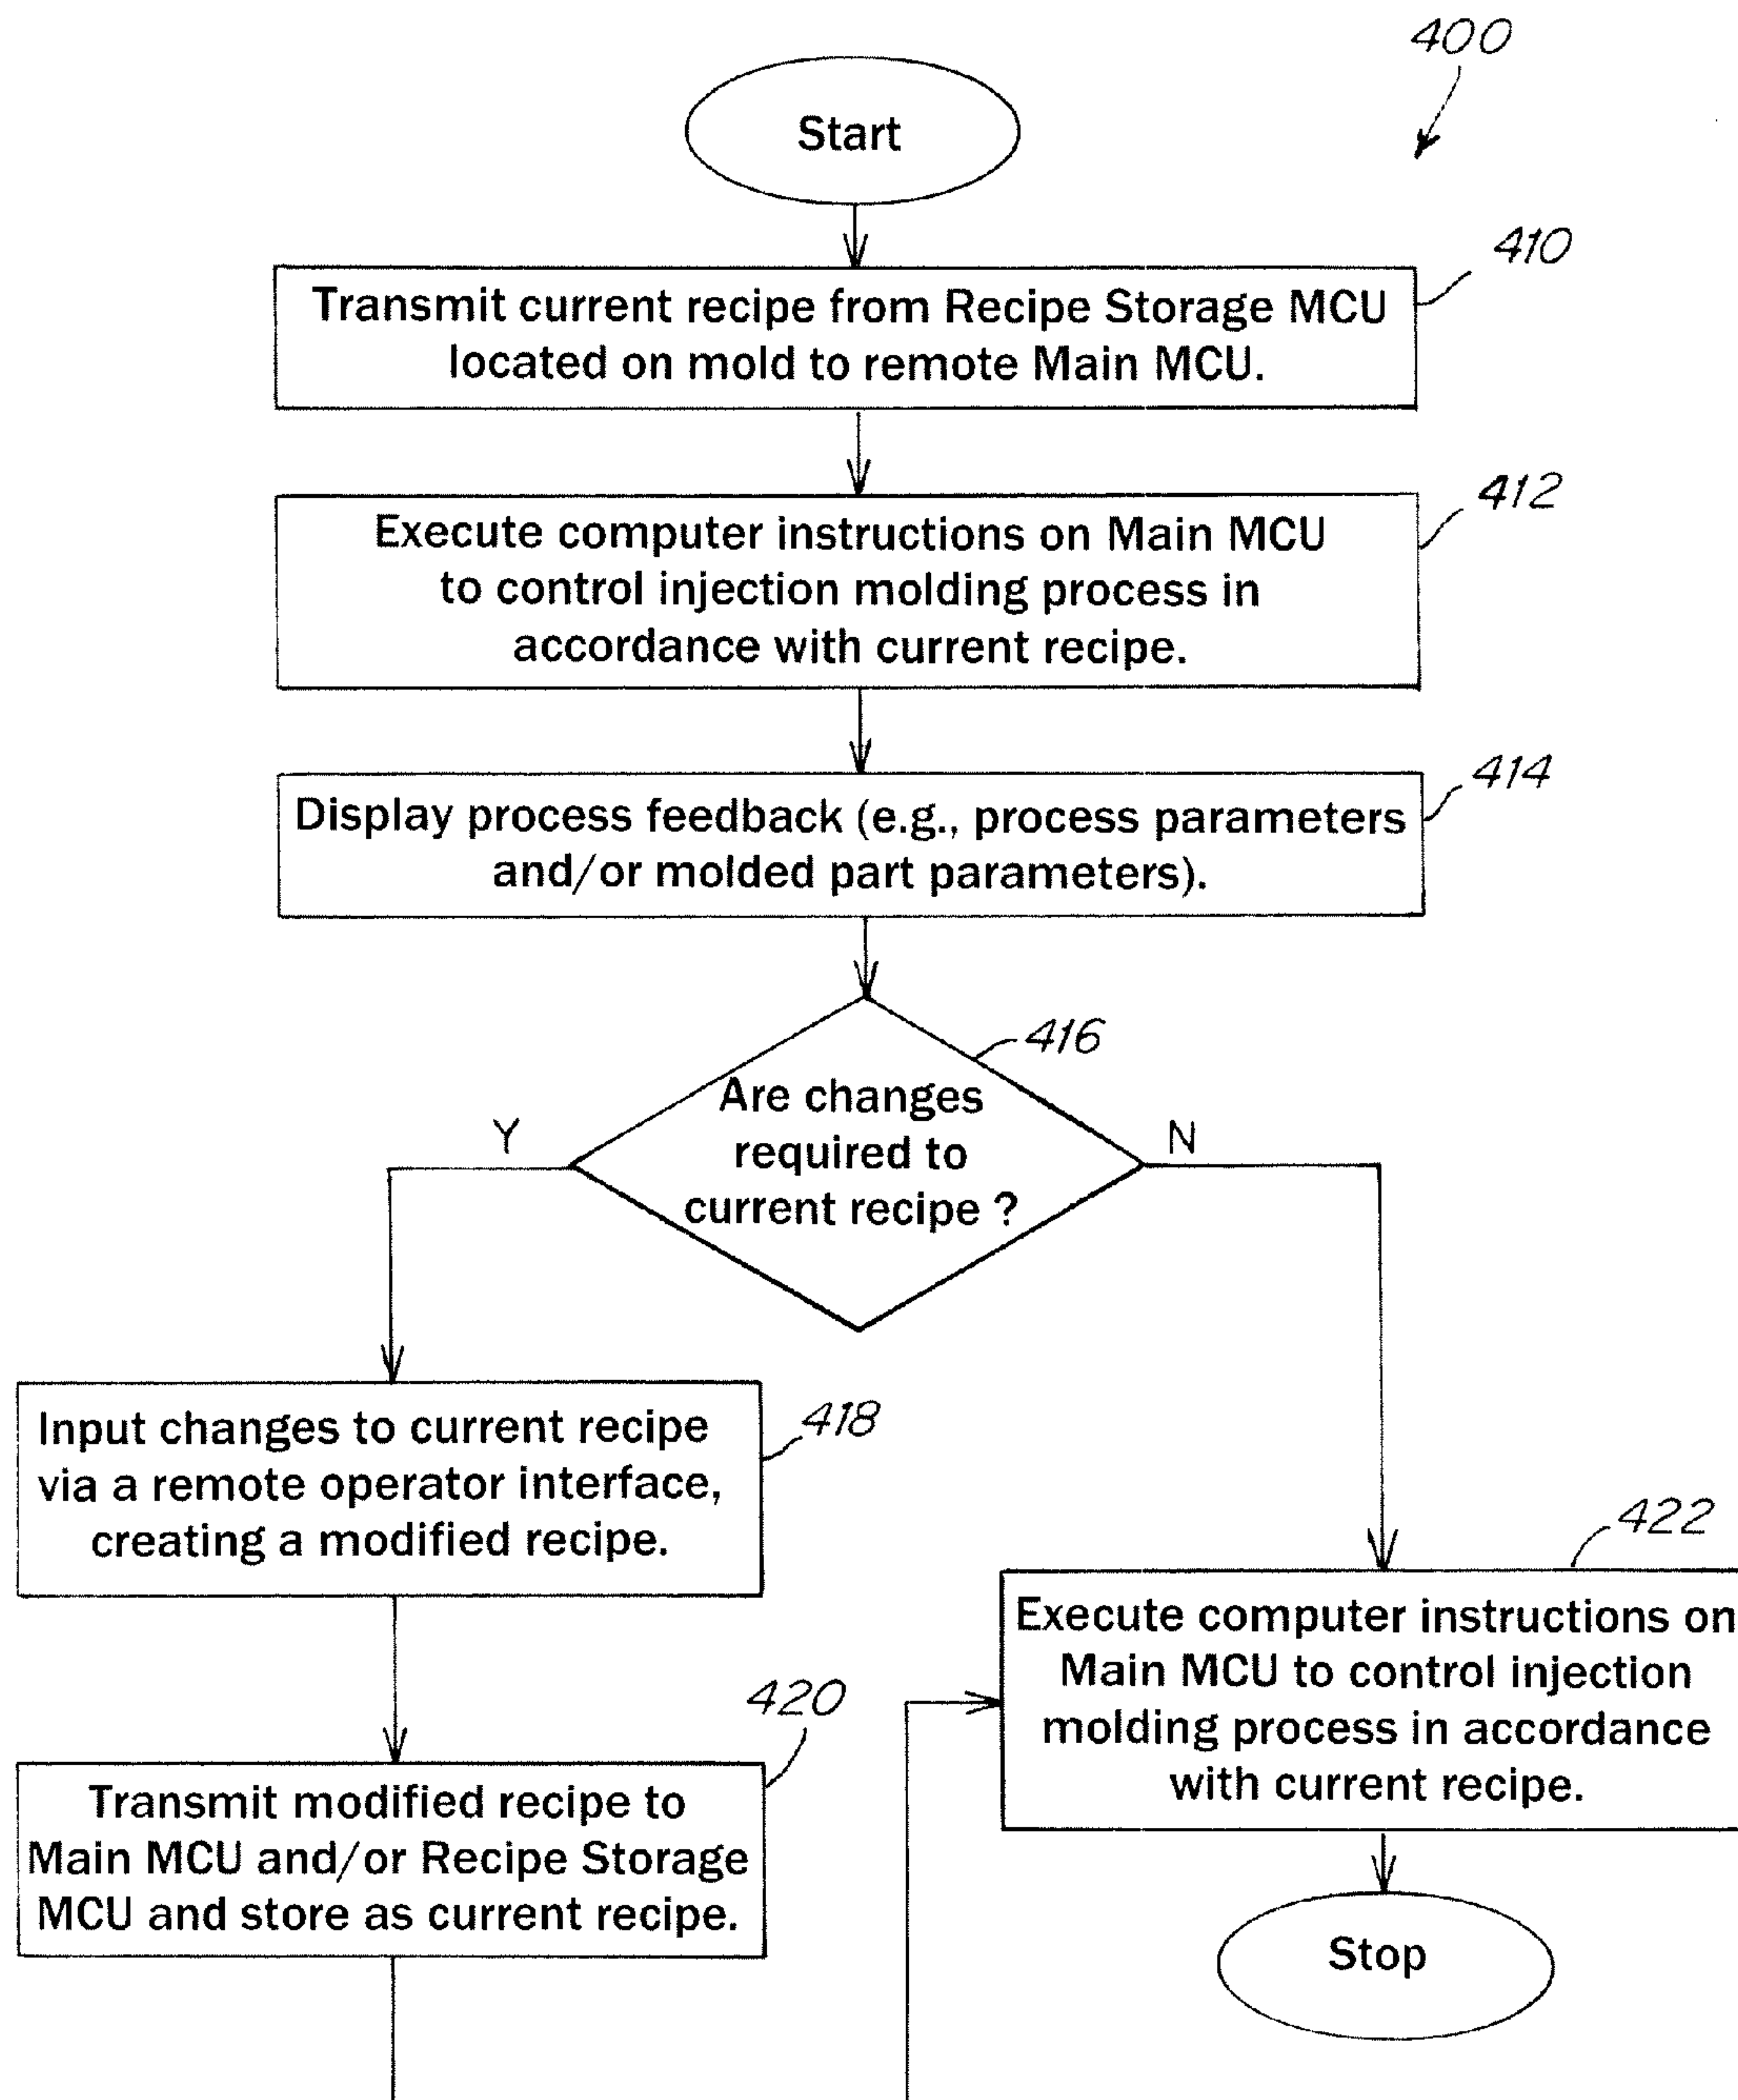 400
Start
410
Transmit current recipe from Recipe Storage MCU
located on mold to remote Main MCU.
412
Execute computer instructions on Main MCU
to control injection molding process in
accordance with current recipe.
414
Display process feedback (e.g., process parameters
and/or molded part parameters).
416
Are changes
required to
current recipe ?
Y
N
418
Input changes to current recipe
via a remote operator interface,
creating a modified recipe.
422
Execute computer instructions on
Main MCU to control injection
molding process in accordance
with current recipe.
420
Transmit modified recipe to
Main MCU and/or Recipe Storage
MCU and store as current recipe.
Stop